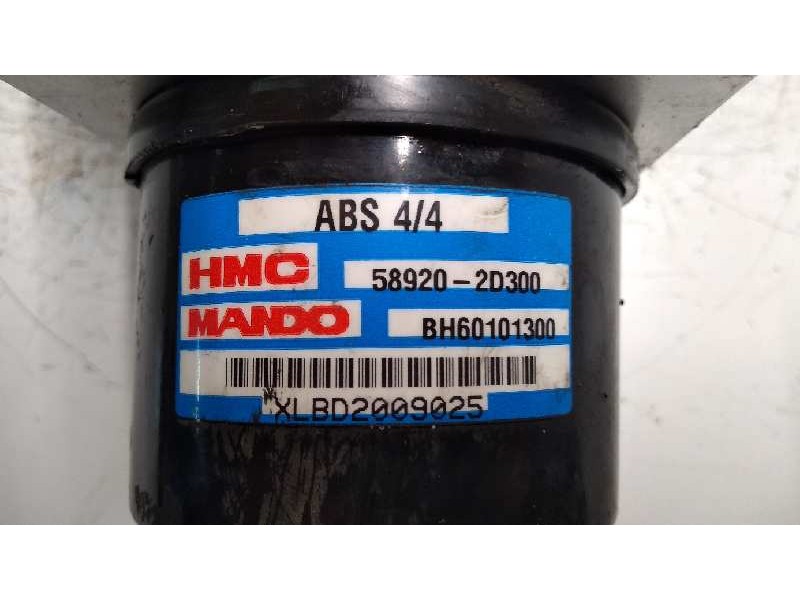 ABS 4/4
HMC 58920-2D300
MANDO BH60101300
XLBD2009025